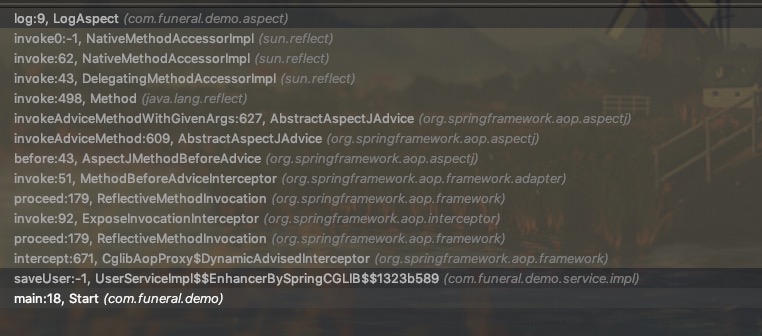 log:9, LogAspect (com.funeral.demo.aspect)
invoke0:-1, NativeMethodAccessorImpl (sun.reflect)
invoke:62, NativeMethodAccessorImpl (sun.reflect)
invoke:43, DelegatingMethodAccessorImpl (sun.reflect)
invoke:498, Method (java.lang.reflect)
invokeAdviceMethodWithGivenArgs:627, AbstractAspectJAdvice (org.springframework.aop.aspectj)
invokeAdviceMethod:609, AbstractAspectJAdvice (org.springframework.aop.aspectj)
before:43, AspectJMethodBeforeAdvice (org.springframework.aop.aspectj)
invoke:51, MethodBeforeAdviceInterceptor (org.springframework.aop.framework.adapter)
proceed:179, ReflectiveMethodInvocation (org.springframework.aop.framework)
invoke:92, ExposeInvocationInterceptor (org.springframework.aop.interceptor)
proceed:179, ReflectiveMethodInvocation (org.springframework.aop.framework)
intercept:671, CglibAopProxy$DynamicAdvisedInterceptor (org.springframework.aop.framework)
saveUser:-1, UserServiceImpl$$EnhancerBySpringCGLIB$$1323b589 (com.funeral.demo.service.impl)
main:18, Start (com.funeral.demo)